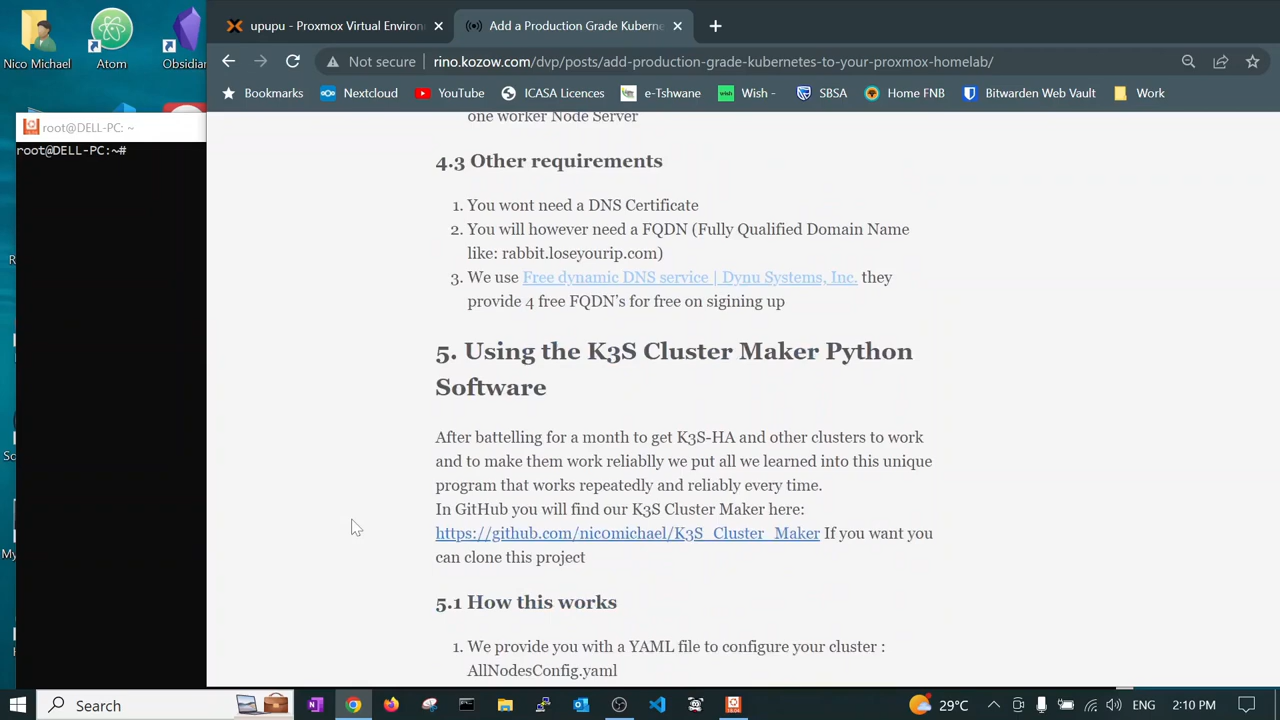 upupu - Proxmox Virtual Environ
Add a Production Grade Kuberne
Not secure
rino.kozow.com/dvp/posts/add-production-grade-kubernetes-to-your-proxmox-homelab/
Bookmarks
Nextcloud
YouTube
ICASA Licences
e-Tshwane
Wish -
SBSA
Home FNB
Bitwarden Web Vault
Work
Nico Michael
Atom
Obsidian
root@DELL-PC: ~
root@DELL-PC:~#
one worker Node Server
4.3 Other requirements
1. You wont need a DNS Certificate
2. You will however need a FQDN (Fully Qualified Domain Name
like: rabbit.loseyourip.com)
3. We use Free dynamic DNS service | Dynu Systems, Inc. they
provide 4 free FQDN’s for free on sigining up
5. Using the K3S Cluster Maker Python
Software
After battelling for a month to get K3S-HA and other clusters to work
and to make them work reliablly we put all we learned into this unique
program that works repeatedly and reliably every time.
In GitHub you will find our K3S Cluster Maker here:
https://github.com/nic0michael/K3S_Cluster_Maker If you want you
can clone this project
5.1 How this works
1. We provide you with a YAML file to configure your cluster :
AllNodesConfig.yaml
Search
29°C
ENG
2:10 PM